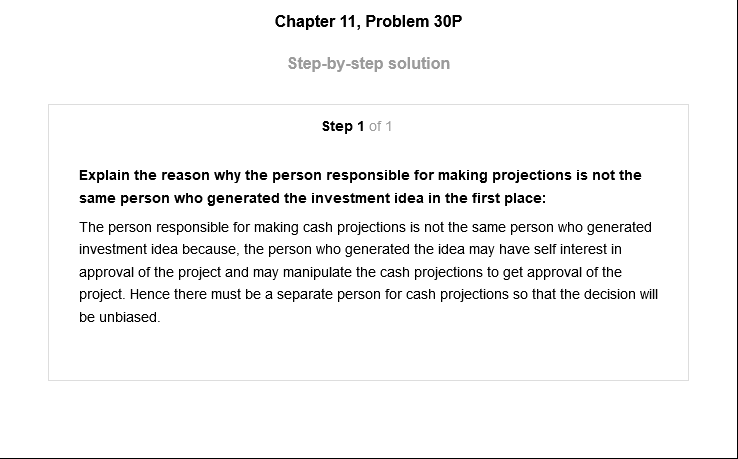 Chapter 11, Problem 30P
Step-by-step solution
Step 1 of 1
Explain the reason why the person responsible for making projections is not the
same person who generated the investment idea in the first place:
The person responsible for making cash projections is not the same person who generated
investment idea because, the person who generated the idea may have self interest in
approval of the project and may manipulate the cash projections to get approval of the
project. Hence there must be a separate person for cash projections so that the decision will
be unbiased.